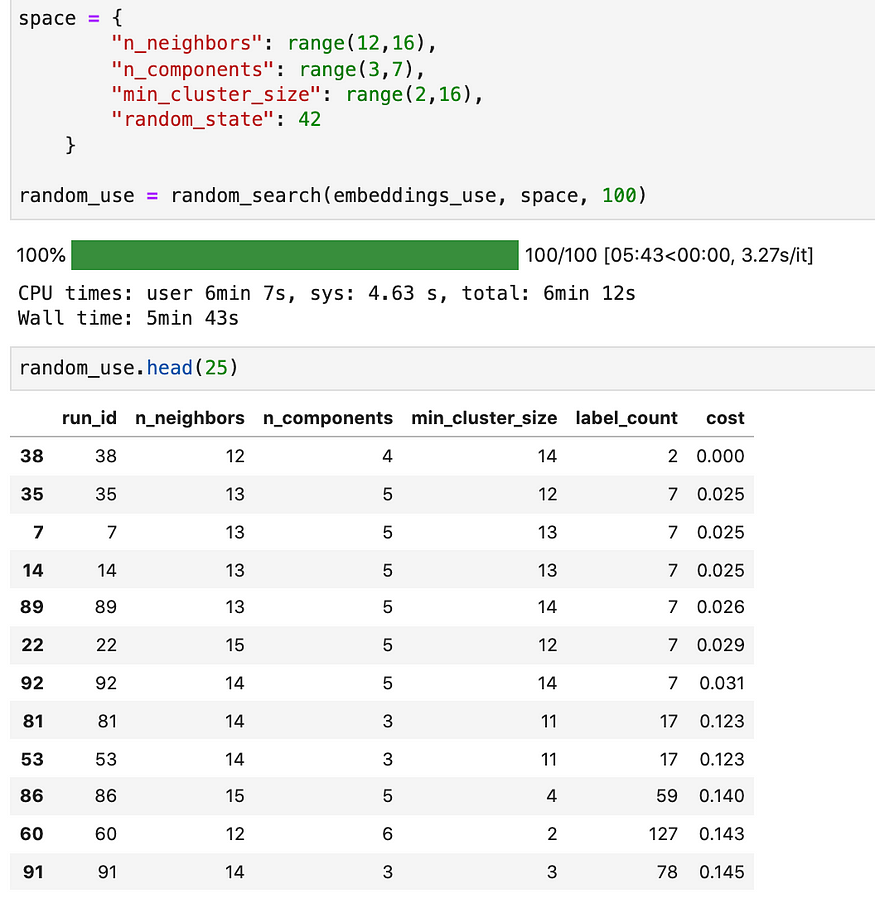 space = {
"n_neighbors": range(12,16),
"n_components": range(3,7),
"min_cluster_size": range(2,16),
"random_state": 42
}
random_use = random_search(embeddings_use, space, 100)
100% 100/100 [05:43<00:00, 3.27s/it]
CPU times: user 6min 7s, sys: 4.63 s, total: 6min 12s
Wall time: 5min 43s
random_use.head(25)
run_id n_neighbors n_components min_cluster_size label_count cost
38 38 12 4 14 2 0.000
35 35 13 5 12 7 0.025
7 7 13 5 13 7 0.025
14 14 13 5 13 7 0.025
89 89 13 5 14 7 0.026
22 22 15 5 12 7 0.029
92 92 14 5 14 7 0.031
81 81 14 3 11 17 0.123
53 53 14 3 11 17 0.123
86 86 15 5 4 59 0.140
60 60 12 6 2 127 0.143
91 91 14 3 3 78 0.145